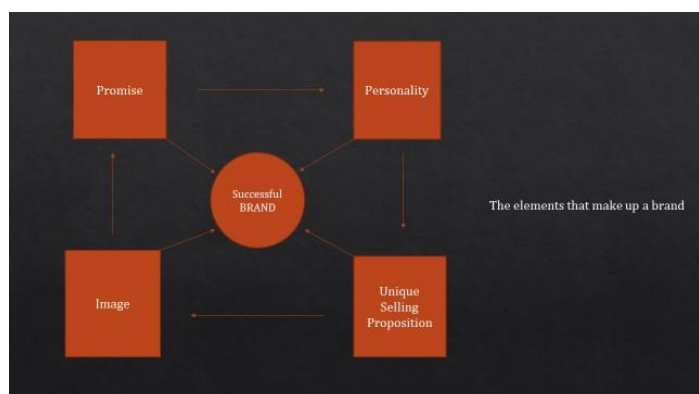 Promise
Personality
Successful
BRAND
The elements that make up a brand
Image
Unique
Selling
Proposition